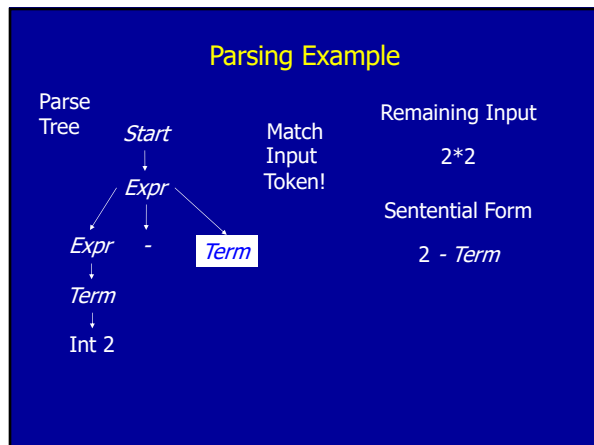 Parsing Example
Parse
Tree
Start
Expr
Expr - Term
Term
Int 2
Match
Input
Token!
Remaining Input
2*2
Sentential Form
2 - Term